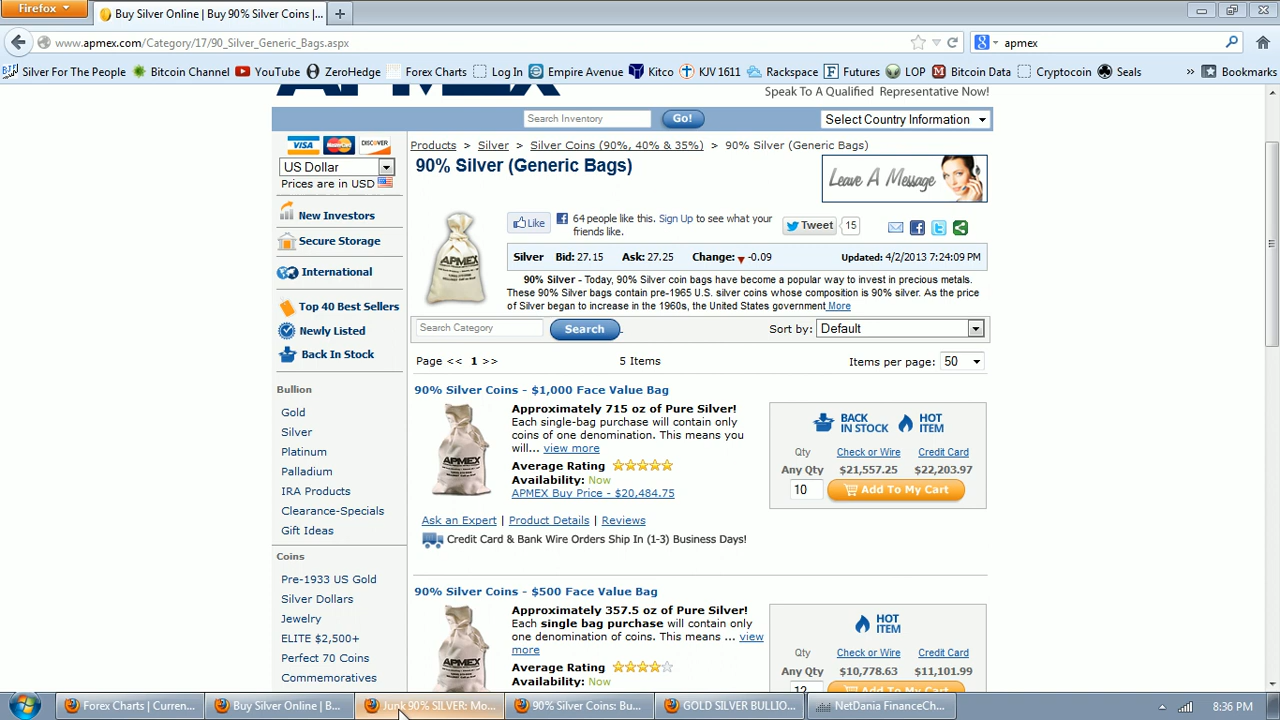 Firefox
Buy Silver Online | Buy 90% Silver Coins |...
www.apmex.com/Category/17/90_Silver_Generic_Bags.aspx
apmex
Silver For The People
Bitcoin Channel
YouTube
ZeroHedge
Forex Charts
Log In
Empire Avenue
Kitco
KJV 1611
Rackspace
Futures
LOP
Bitcoin Data
Cryptocoin
Seals
»
Bookmarks
APMEX
Speak To A Qualified Representative Now!
Search Inventory
Go!
Select Country Information
VISA MasterCard DISCOVER
US Dollar
Prices are in USD
New Investors
Secure Storage
International
Top 40 Best Sellers
Newly Listed
Back In Stock
Bullion
Gold
Silver
Platinum
Palladium
IRA Products
Clearance-Specials
Gift Ideas
Coins
Pre-1933 US Gold
Silver Dollars
Jewelry
ELITE $2,500+
Perfect 70 Coins
Commemoratives
Products > Silver > Silver Coins (90%, 40% & 35%) > 90% Silver (Generic Bags)
90% Silver (Generic Bags)
Leave A Message
APMEX
Like
64 people like this. Sign Up to see what your
friends like.
Tweet
15
Silver Bid: 27.15 Ask: 27.25 Change: -0.09 Updated: 4/2/2013 7:24:09 PM
90% Silver - Today, 90% Silver coin bags have become a popular way to invest in precious metals.
These 90% Silver bags contain pre-1965 U.S. silver coins whose composition is 90% silver. As the price
of Silver began to increase in the 1960s, the United States government More
Search Category
Search
Sort by:
Default
Page << 1 >>
5 Items
Items per page:
50
90% Silver Coins - $1,000 Face Value Bag
APMEX
Approximately 715 oz of Pure Silver!
Each single-bag purchase will contain only
coins of one denomination. This means you
will... view more
Average Rating
Availability: Now
APMEX Buy Price - $20,484.75
BACK
IN STOCK
HOT
ITEM
Qty Check or Wire Credit Card
Any Qty $21,557.25 $22,203.97
10
Add To My Cart
Ask an Expert | Product Details | Reviews
Credit Card & Bank Wire Orders Ship In (1-3) Business Days!
90% Silver Coins - $500 Face Value Bag
APMEX
Approximately 357.5 oz of Pure Silver!
Each single bag purchase will contain only
one denomination of coins. This means ... view
more
Average Rating
Availability: Now
HOT
ITEM
Qty Check or Wire Credit Card
Any Qty $10,778.63 $11,101.99
12
Add To My Cart
Forex Charts | Curren...
Buy Silver Online | B...
Junk 90% SILVER: Mo...
90% Silver Coins: Bu...
GOLD SILVER BULLIO...
NetDania FinanceCh...
8:36 PM